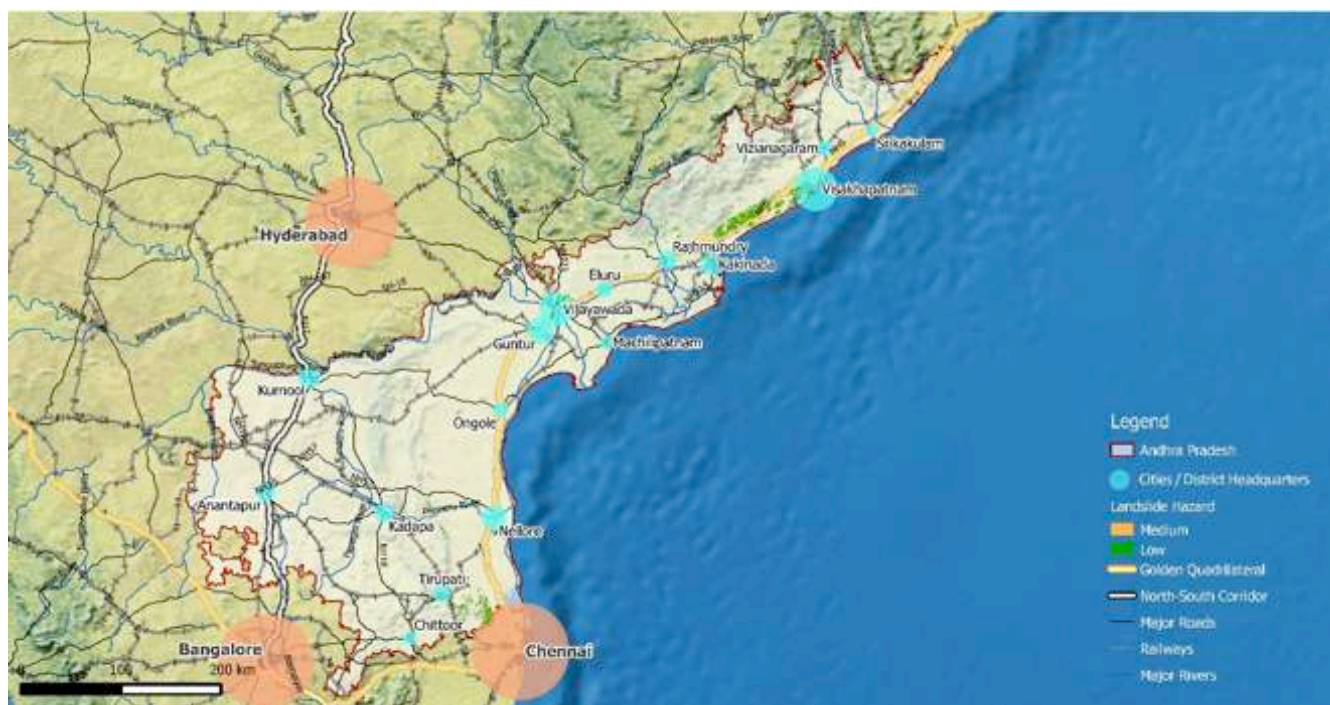 Srikakulam
Vizianagaram
Visakhapatnam
Hyderabad
Rajhmundry
Kakinada
Eluru
Vijayawada
Guntur
Machilipatnam
Kurnool
Ongole
Anantapur
Kadapa
Nellore
Tirupati
Chittoor
Bangalore
Chennai
0 100 200 km
Legend
Andhra Pradesh
Cities / District Headquarters
Landslide Hazard
Medium
Low
Golden Quadrilateral
North-South Corridor
Major Roads
Railways
Major Rivers